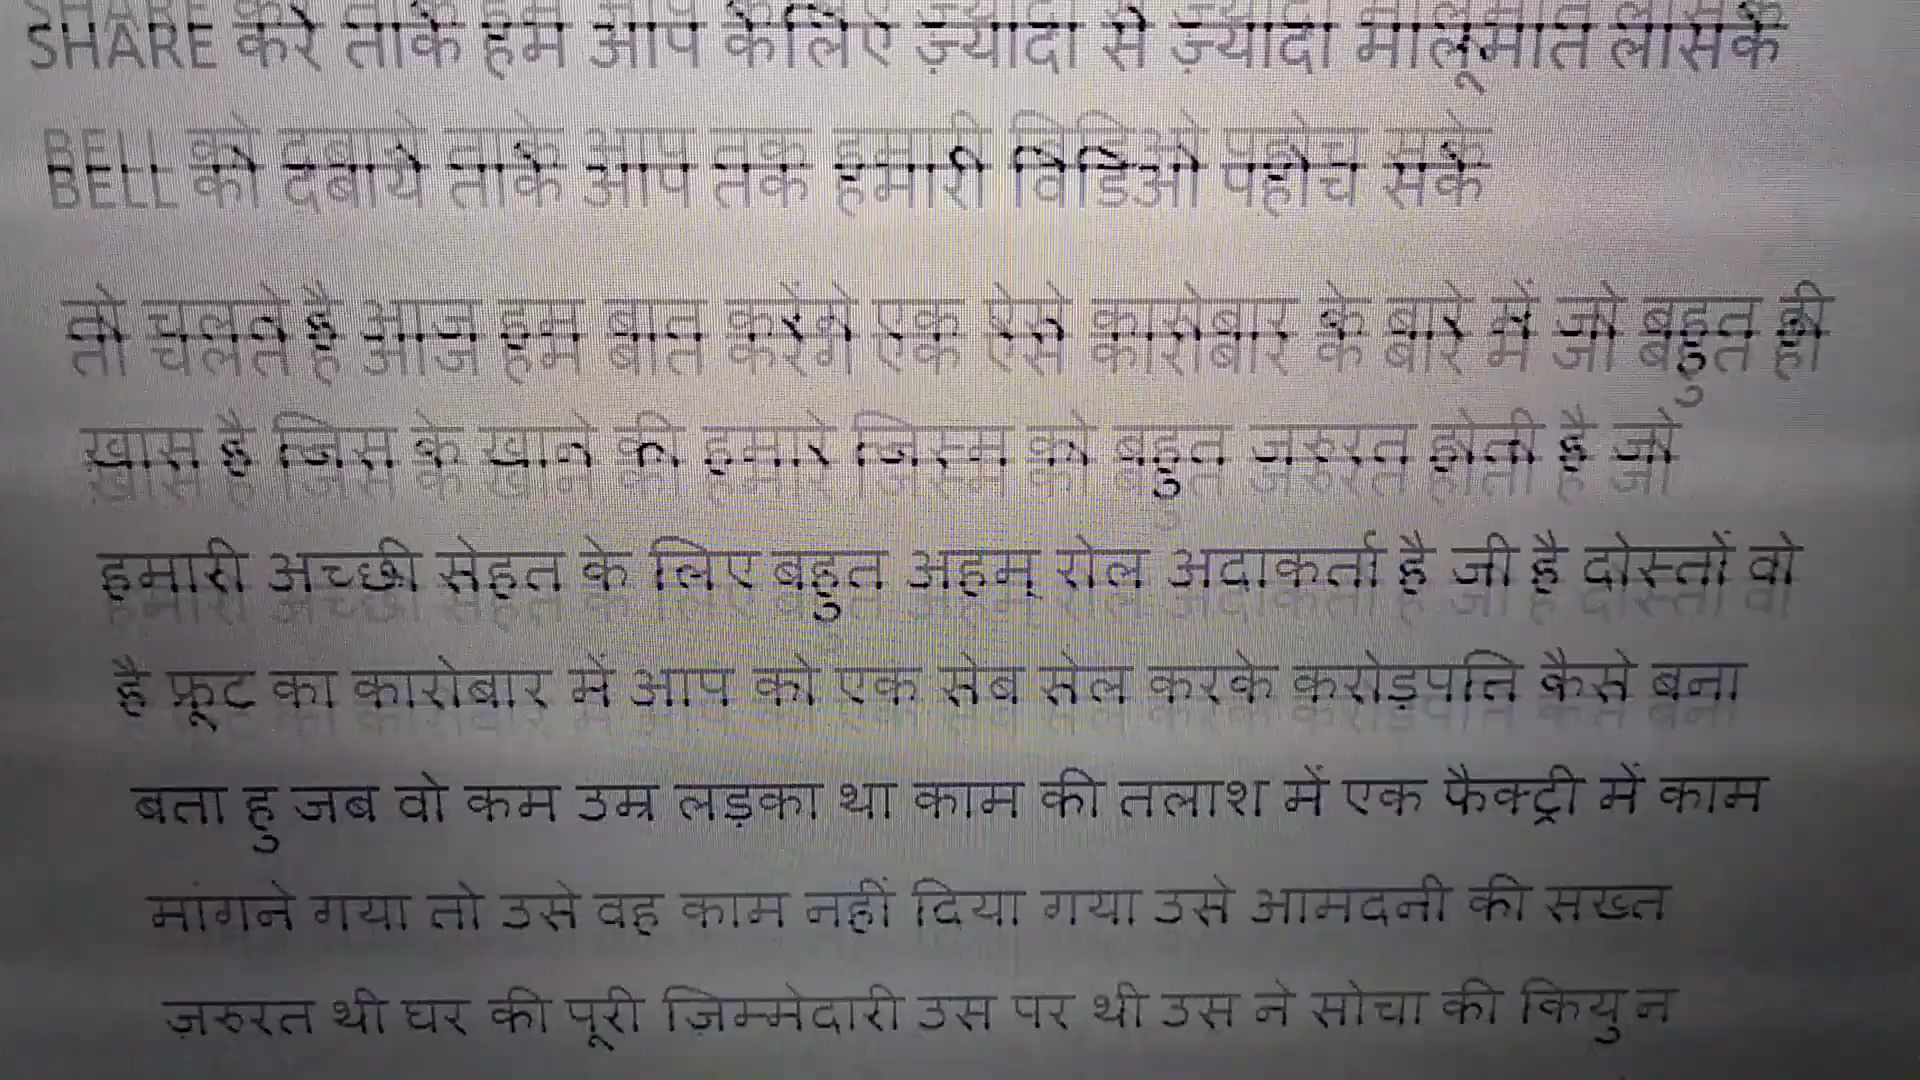 SHARE करे ताके हम आप केलिए ज़्यादा से ज़्यादा मालूमात लासके
BELL को दबाये ताके आप तक हमारी विडिओ पहोच सके
तो चलते है आज हम बात करेंगे एक ऐसे कारोबार के बारे में जो बहुत ही
ख़ास है जिस के खाने की हमारे जिस्म को बहुत जरुरत होती है जो
हमारी अच्छी सेहत के लिए बहुत अहम् रोल अदाकर्ता है जी है दोस्तों वो
है फ्रूट का कारोबार में आप को एक सेब सेल करके करोड़पति कैसे बना
बता हु जब वो कम उम्र लड़का था काम की तलाश में एक फैक्ट्री में काम
मांगने गया तो उसे वह काम नहीं दिया गया उसे आमदनी की सख्त
ज़रुरत थी घर की पूरी ज़िम्मेदारी उस पर थी उस ने सोचा की कियु न